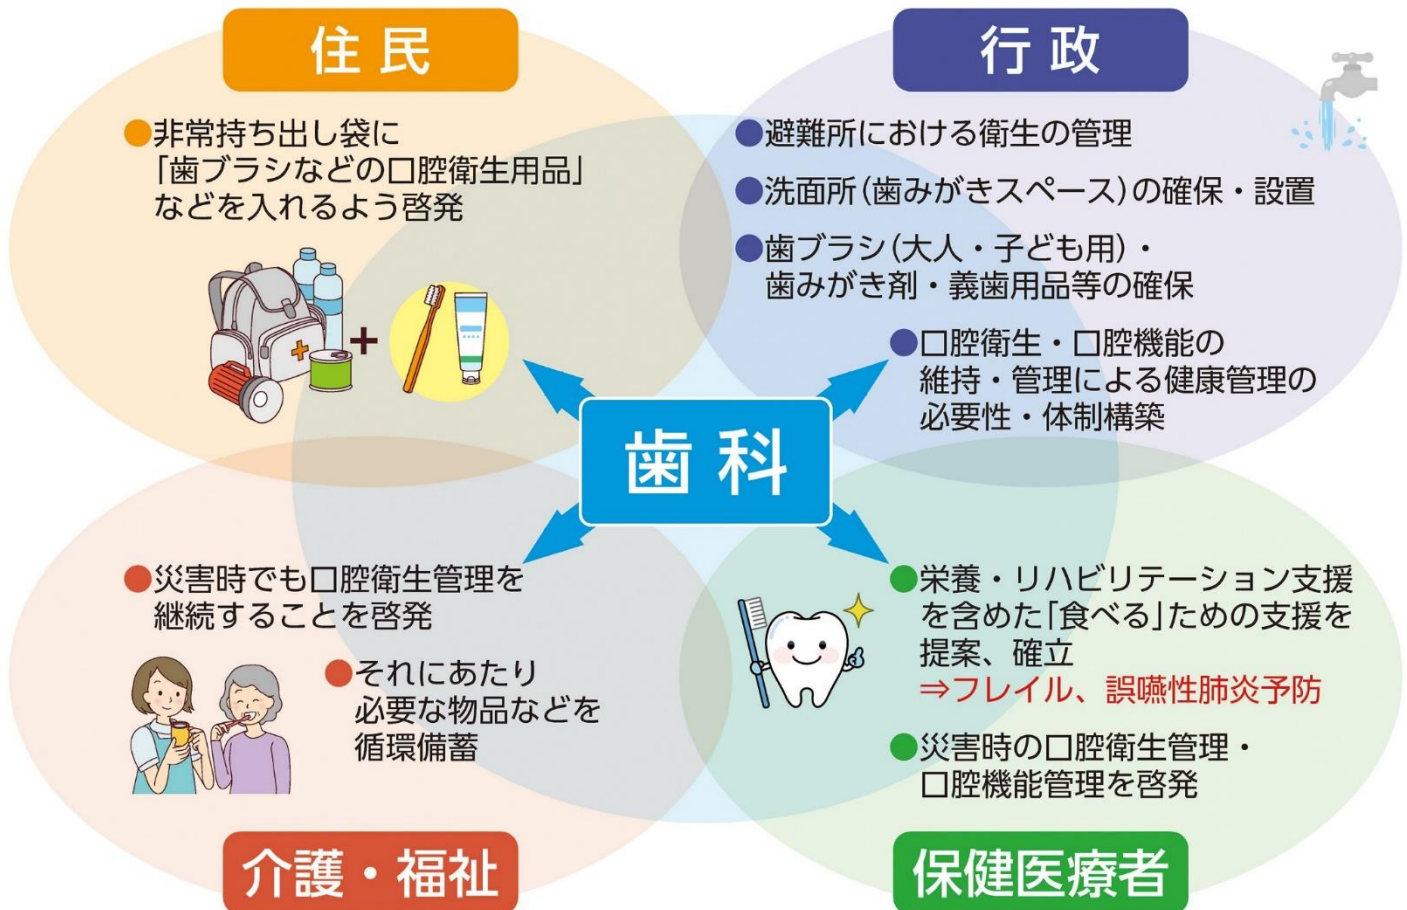 住民
●非常持ち出し袋に
「歯ブラシなどの口腔衛生用品」
などを入れるよう啓発
行政
●避難所における衛生の管理
●洗面所(歯みがきスペース)の確保・設置
●歯ブラシ(大人・子ども用)・
歯みがき剤・義歯用品等の確保
●口腔衛生・口腔機能の
維持・管理による健康管理の
必要性・体制構築
歯科
●災害時でも口腔衛生管理を
継続することを啓発
●それにあたり
必要な物品などを
循環備蓄
介護・福祉
●栄養・リハビリテーション支援
を含めた「食べる」ための支援を
提案、確立
⇒フレイル、誤嚥性肺炎予防
●災害時の口腔衛生管理・
口腔機能管理を啓発
保健医療者